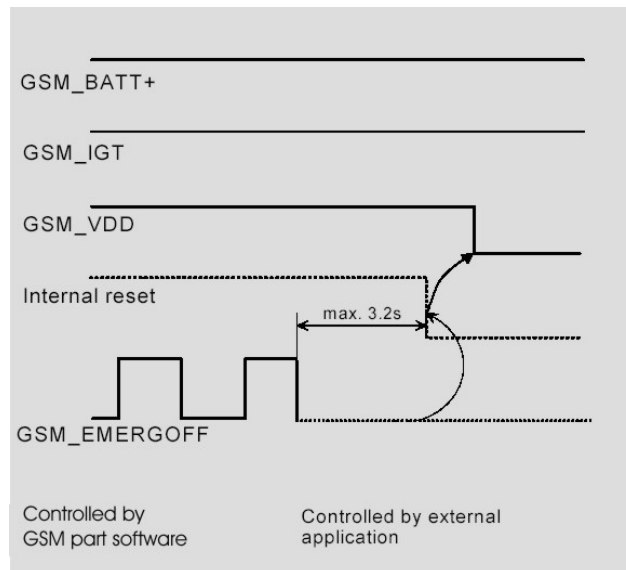 GSM_BATT+
GSM_IGT
GSM_VDD
Internal reset
max. 3.2s
GSM_EMERGOFF
Controlled by
GSM part software
Controlled by external
application